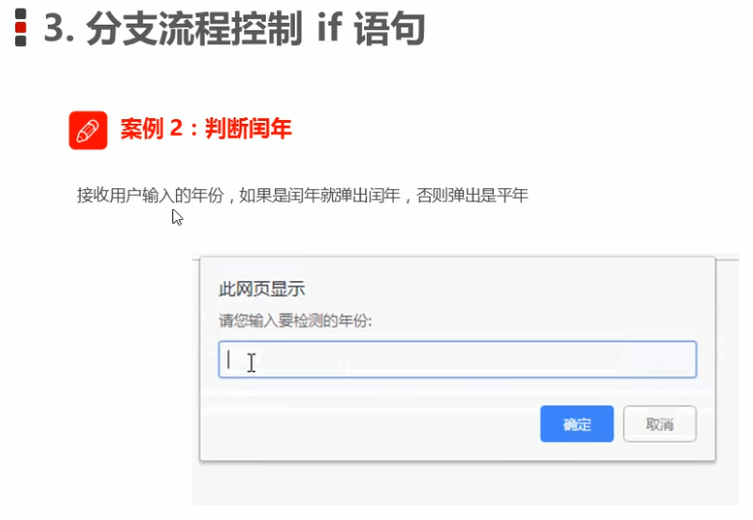 3. 分支流程控制 if 语句
案例 2：判断闰年
接收用户输入的年份，如果是闰年就弹出闰年，否则弹出是平年
此网页显示
请您输入要检测的年份:
确定
取消